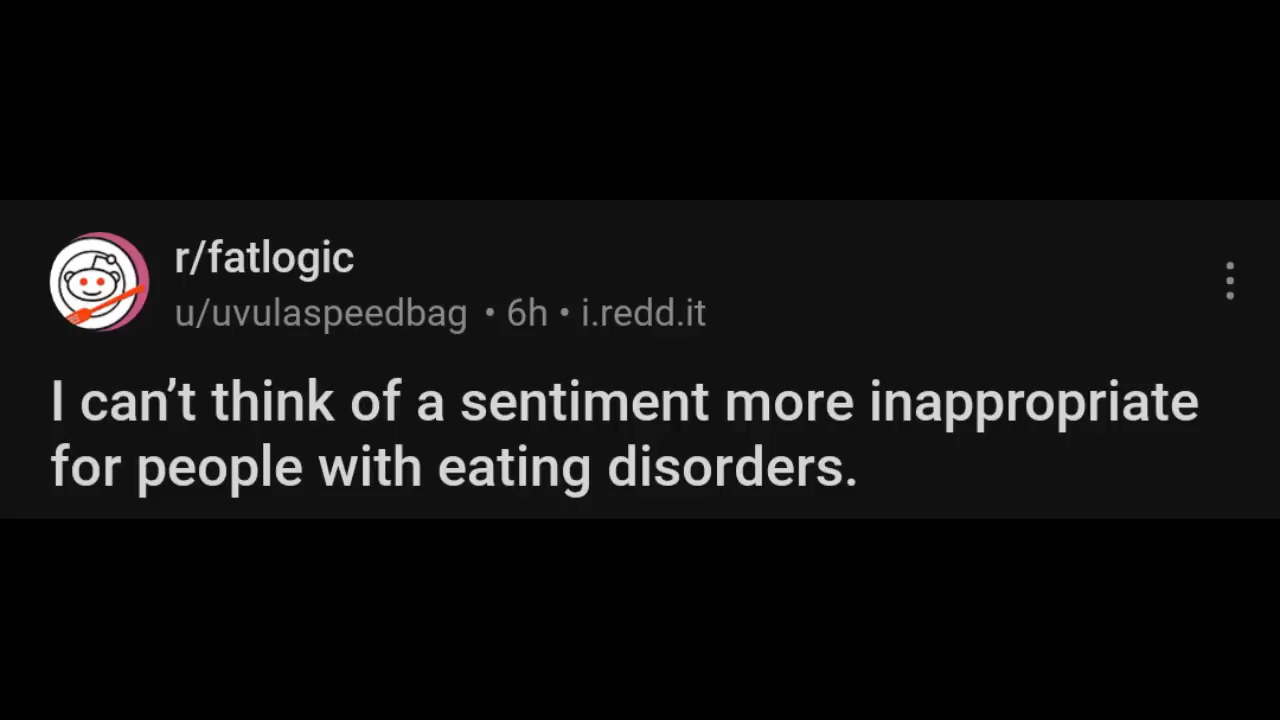 r/fatlogic
u/uvulaspeedbag • 6h • i.redd.it
I can’t think of a sentiment more inappropriate
for people with eating disorders.